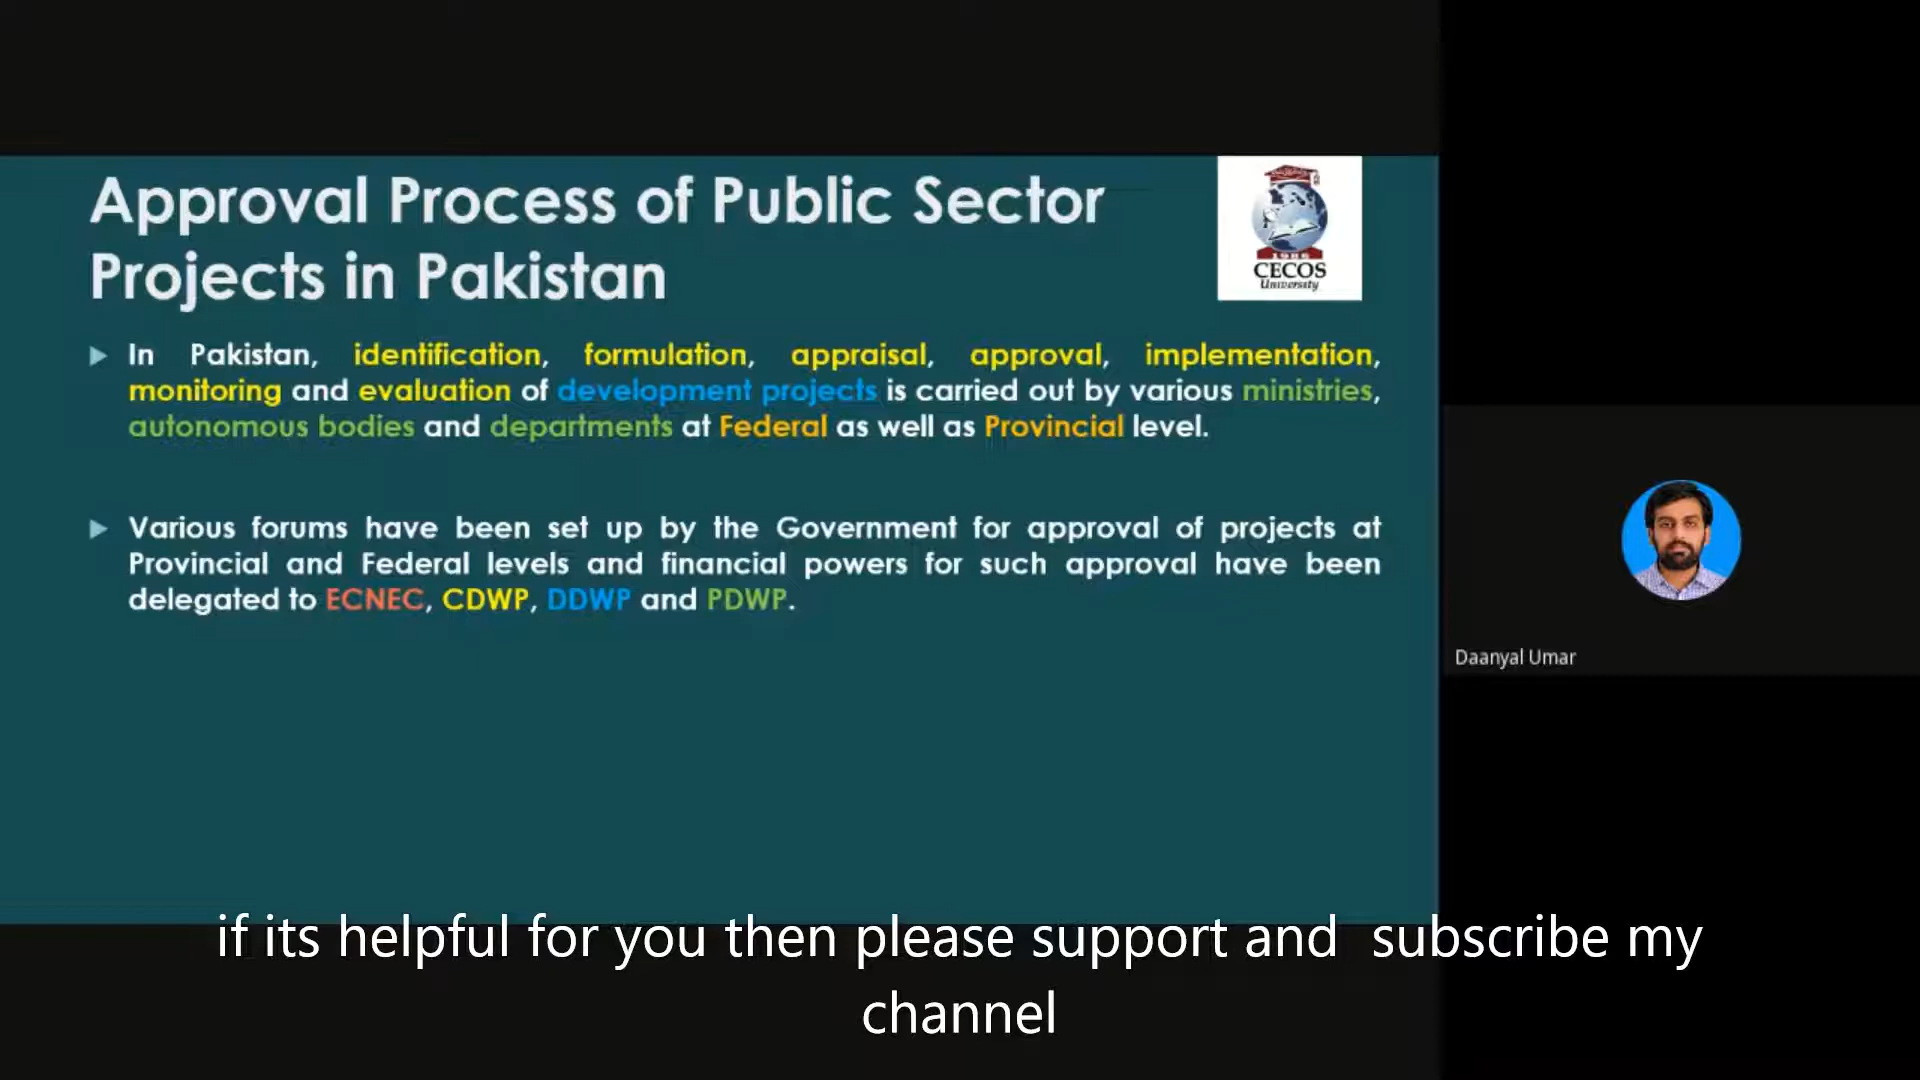 Approval Process of Public Sector
Projects in Pakistan
1986
CECOS
University
In Pakistan, identification, formulation, appraisal, approval, implementation,
monitoring and evaluation of development projects is carried out by various ministries,
autonomous bodies and departments at Federal as well as Provincial level.
Various forums have been set up by the Government for approval of projects at
Provincial and Federal levels and financial powers for such approval have been
delegated to ECNEC, CDWP, DDWP and PDWP.
Daanyal Umar
if its helpful for you then please support and  subscribe my
channel